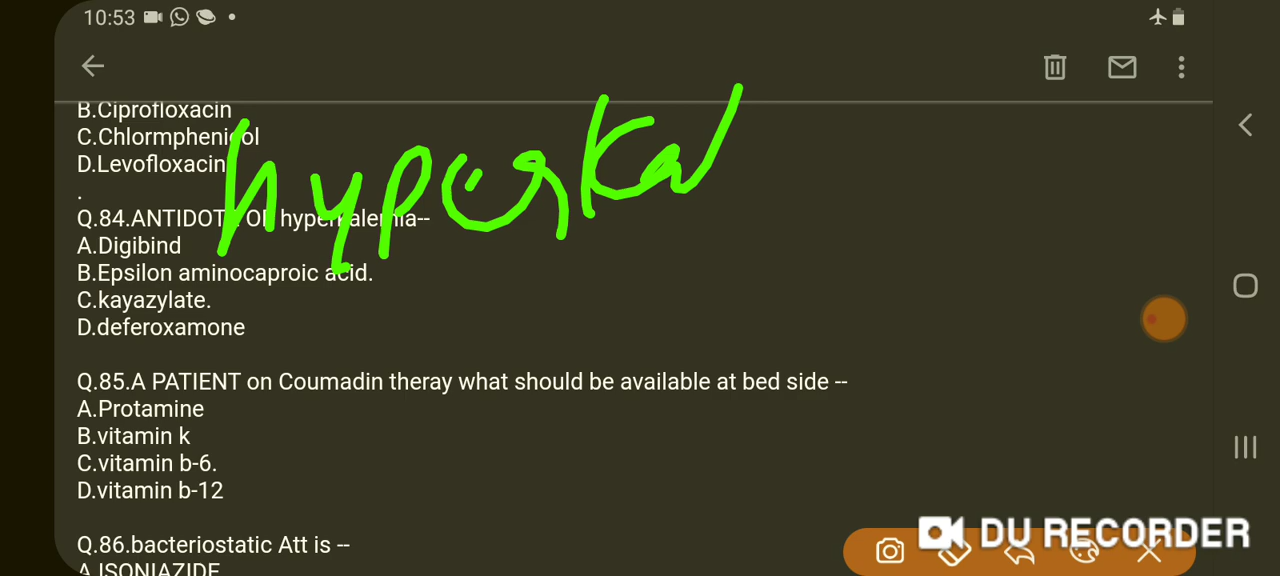 10:53
B.Ciprofloxacin
C.Chlormphenicol
D.Levofloxacin
.
hyperkal
Q.84.ANTIDOTE OF hyperkalemia--
A.Digibind
B.Epsilon aminocaproic acid.
C.kayazylate.
D.deferoxamone
Q.85.A PATIENT on Coumadin theray what should be available at bed side --
A.Protamine
B.vitamin k
C.vitamin b-6.
D.vitamin b-12
Q.86.bacteriostatic Att is --
A.ISONIAZIDE
DU RECORDER